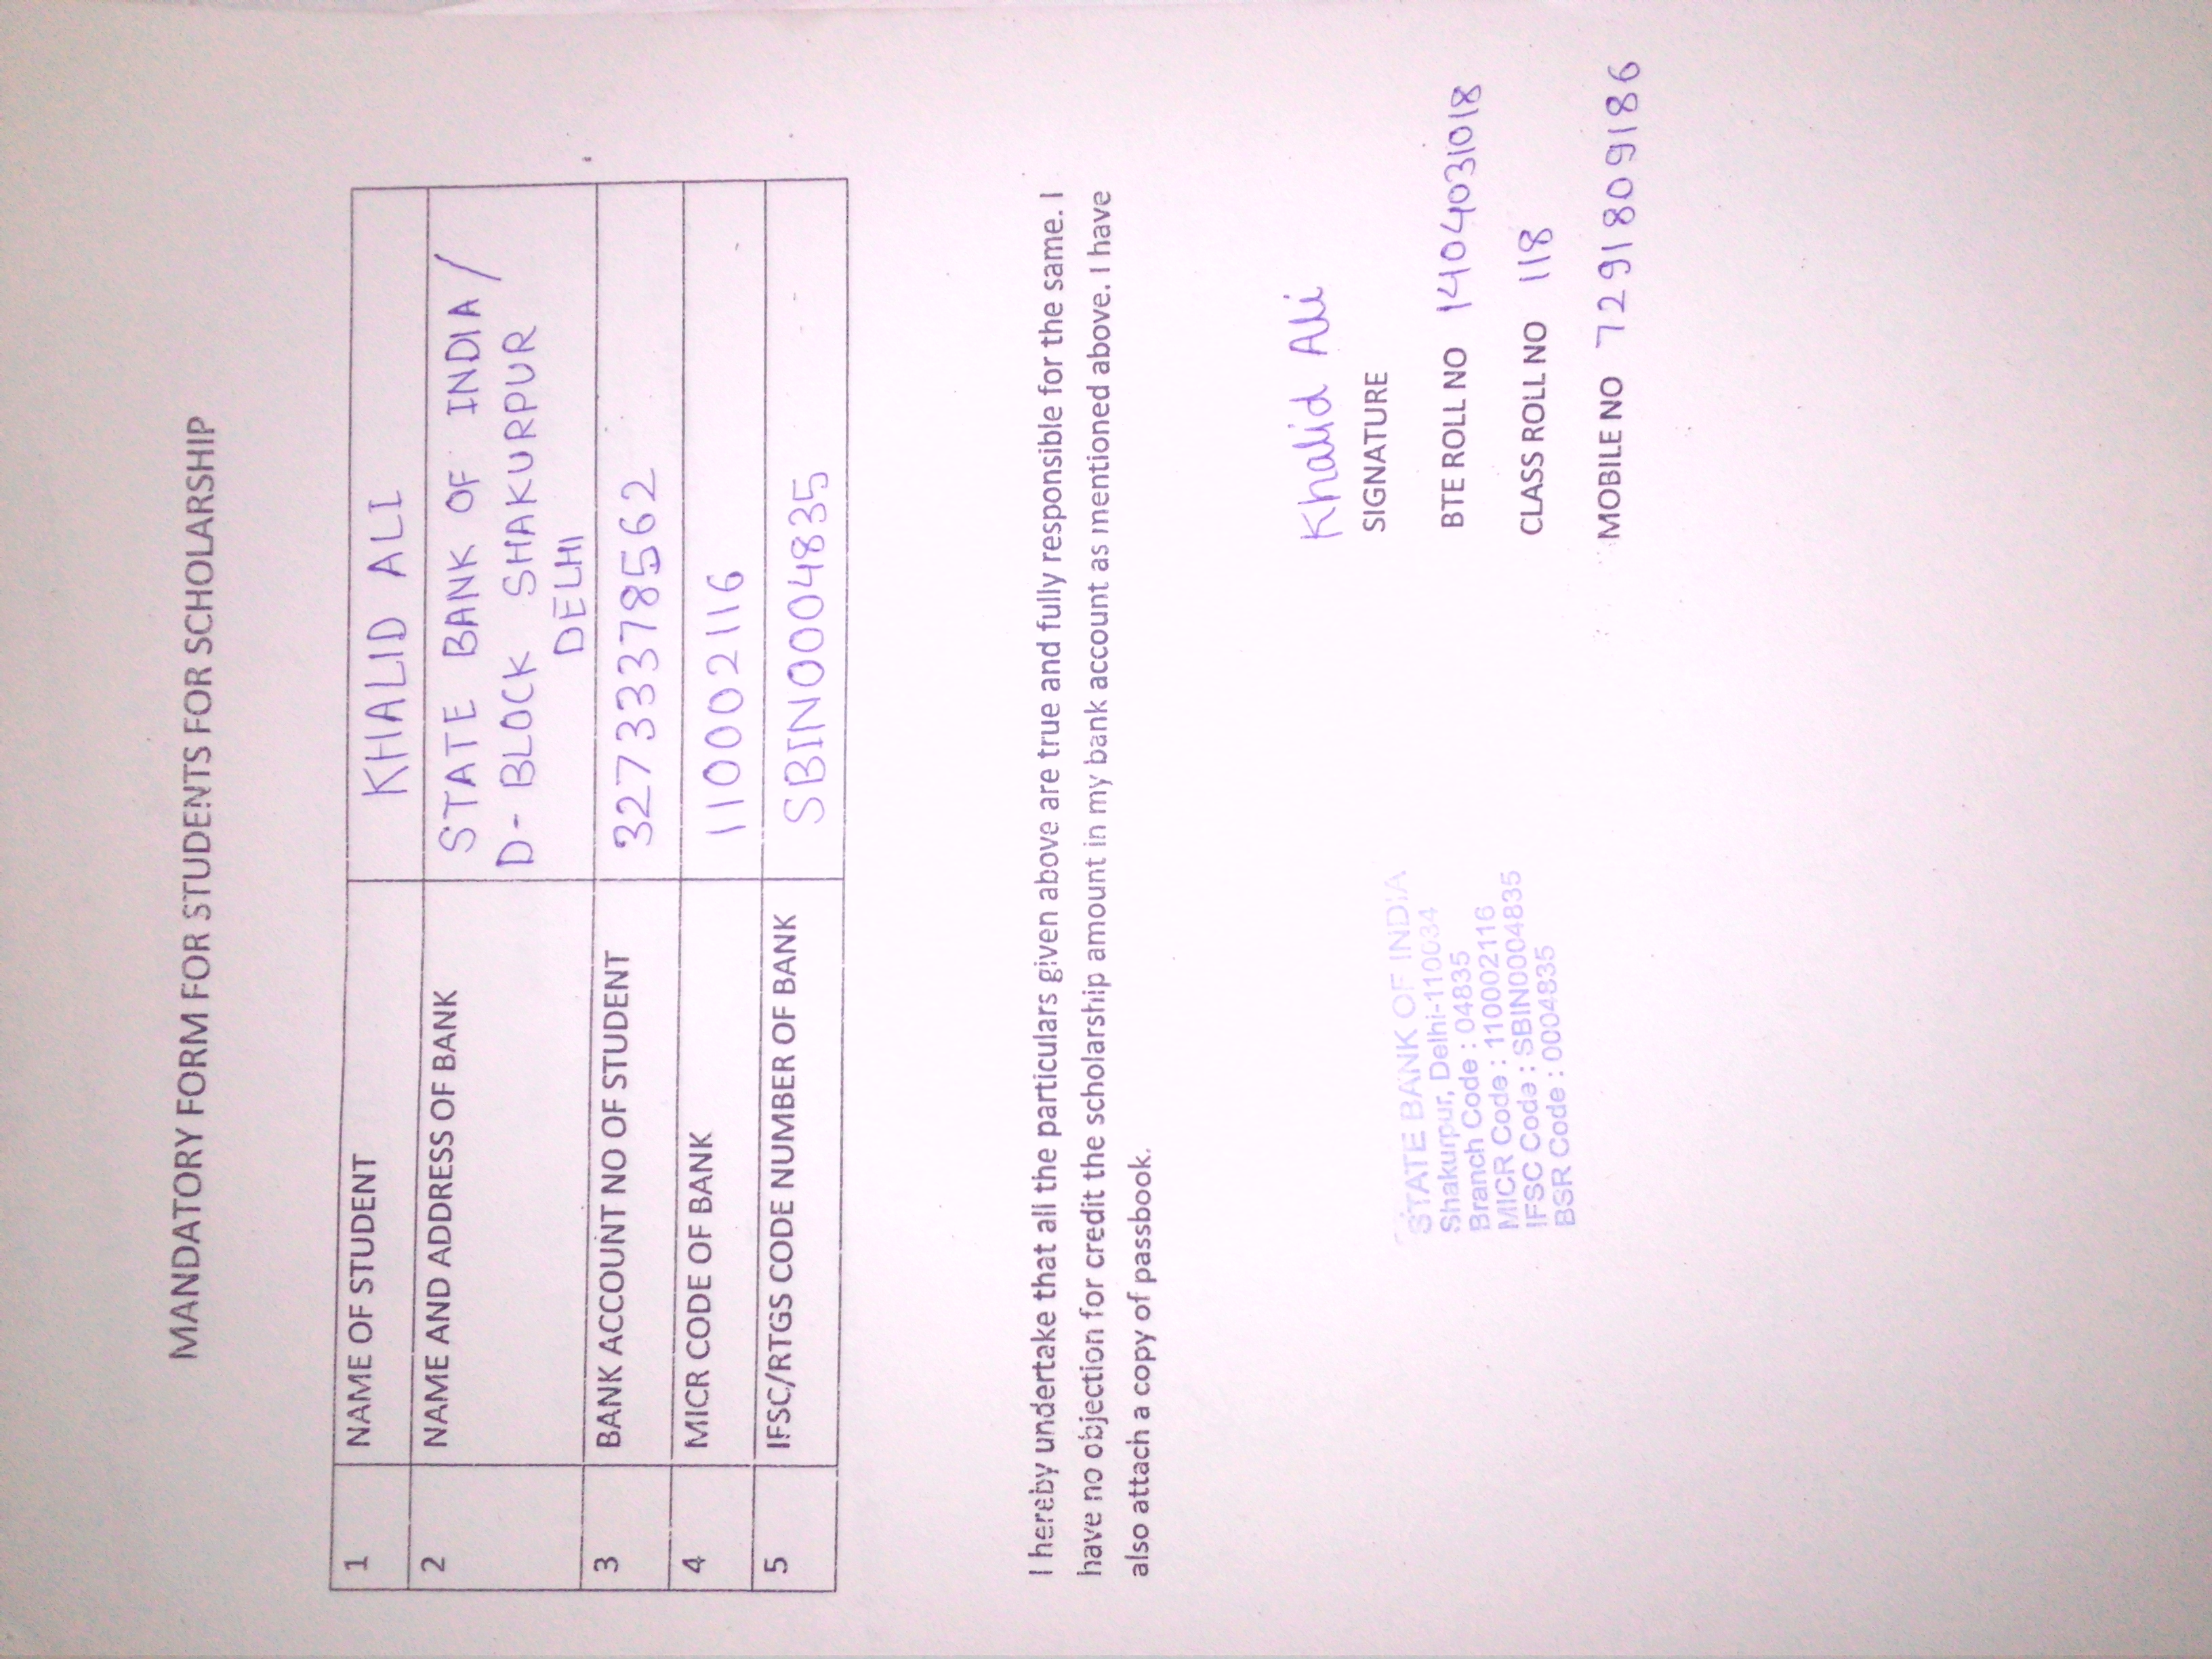 MANDATORY FORM FOR STUDENTS FOR SCHOLARSHIP
1 NAME OF STUDENT KHALID ALI
2 NAME AND ADDRESS OF BANK STATE BANK OF INDIA /
D-BLOCK SHAKURPUR
DELHI
3 BANK ACCOUNT NO OF STUDENT 32733378562
4 MICR CODE OF BANK 110002116
5 IFSC/RTGS CODE NUMBER OF BANK SBIN0004835
I hereby undertake that all the particulars given above are true and fully responsible for the same. I
have no objection for credit the scholarship amount in my bank account as mentioned above. I have
also attach a copy of passbook.
Khalid Ali
SIGNATURE
BTE ROLL NO 1404031018
CLASS ROLL NO 118
MOBILE NO 7291809186
STATE BANK OF INDIA
Shakurpur, Delhi-110034
Branch Code : 04835
MICR Code : 110002116
IFSC Code : SBIN0004835
BSR Code : 0004835